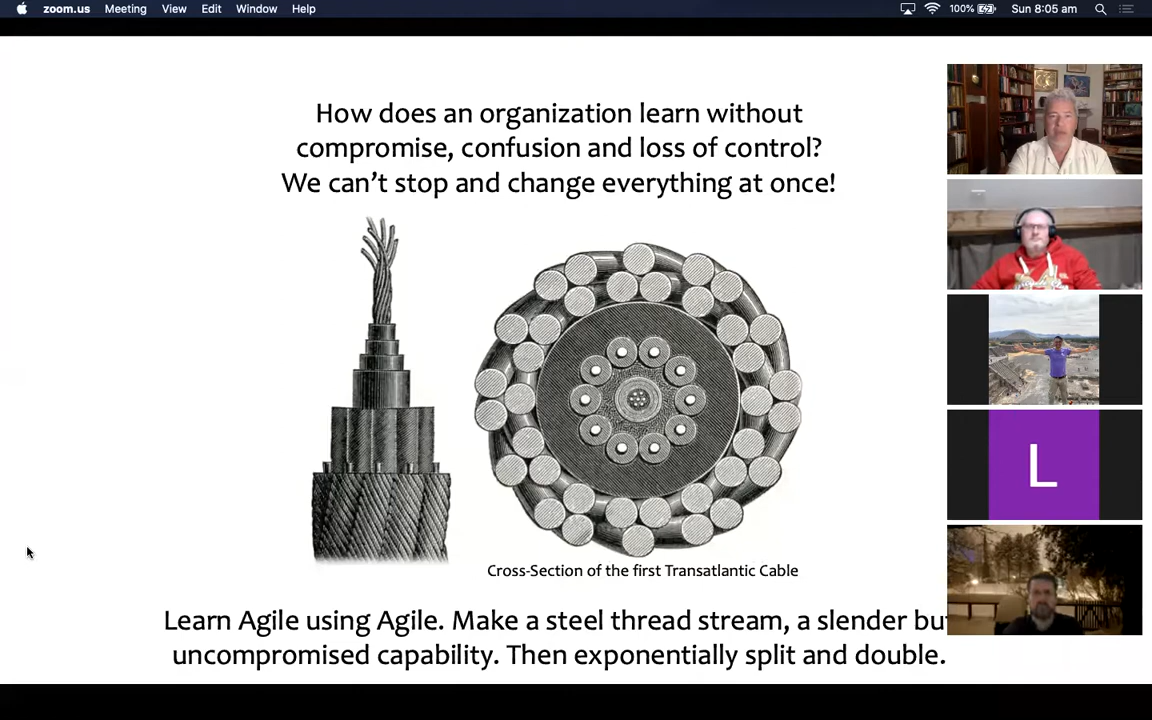 zoom.us Meeting View Edit Window Help 100% Sun 8:05 am
How does an organization learn without
compromise, confusion and loss of control?
We can't stop and change everything at once!
Cross-Section of the first Transatlantic Cable
L
Learn Agile using Agile. Make a steel thread stream, a slender bu
uncompromised capability. Then exponentially split and double.